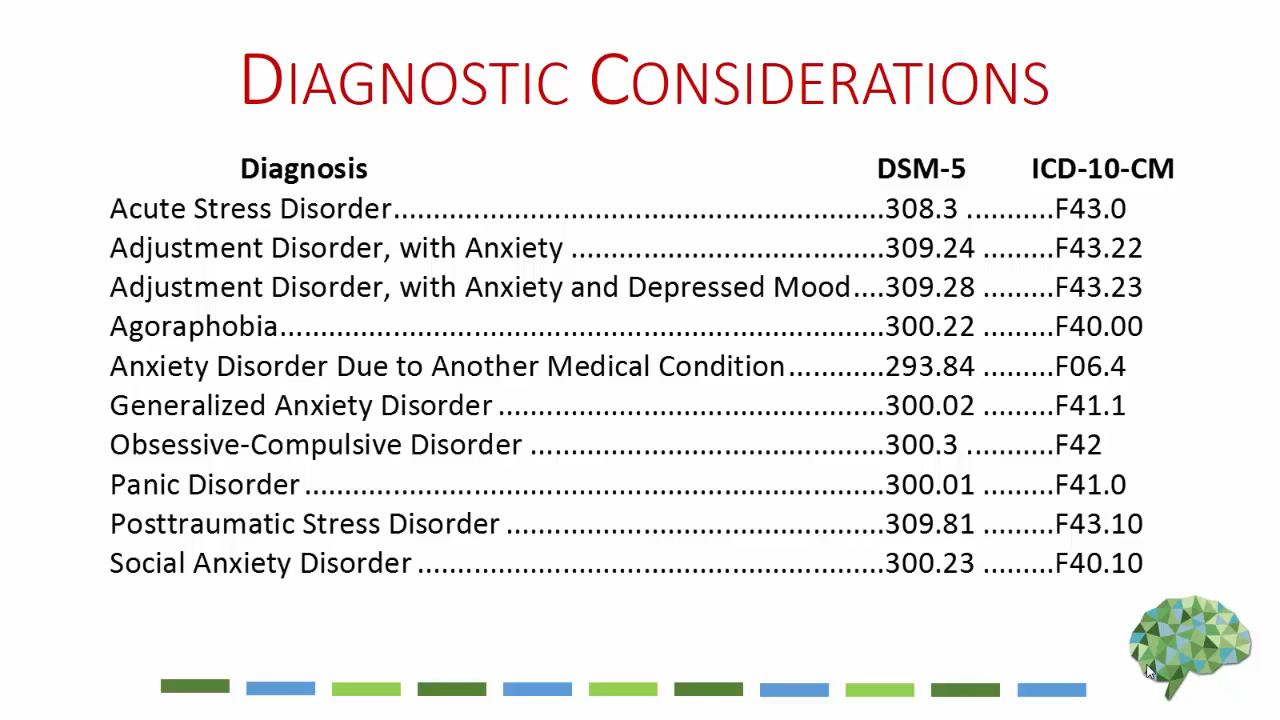 DIAGNOSTIC CONSIDERATIONS
Diagnosis DSM-5 ICD-10-CM
Acute Stress Disorder.............................................................308.3 ...........F43.0
Adjustment Disorder, with Anxiety .......................................309.24 .........F43.22
Adjustment Disorder, with Anxiety and Depressed Mood....309.28 .........F43.23
Agoraphobia...........................................................................300.22 .........F40.00
Anxiety Disorder Due to Another Medical Condition............293.84 .........F06.4
Generalized Anxiety Disorder ................................................300.02 .........F41.1
Obsessive-Compulsive Disorder ............................................300.3 ...........F42
Panic Disorder ........................................................................300.01 .........F41.0
Posttraumatic Stress Disorder ...............................................309.81 .........F43.10
Social Anxiety Disorder ..........................................................300.23 .........F40.10